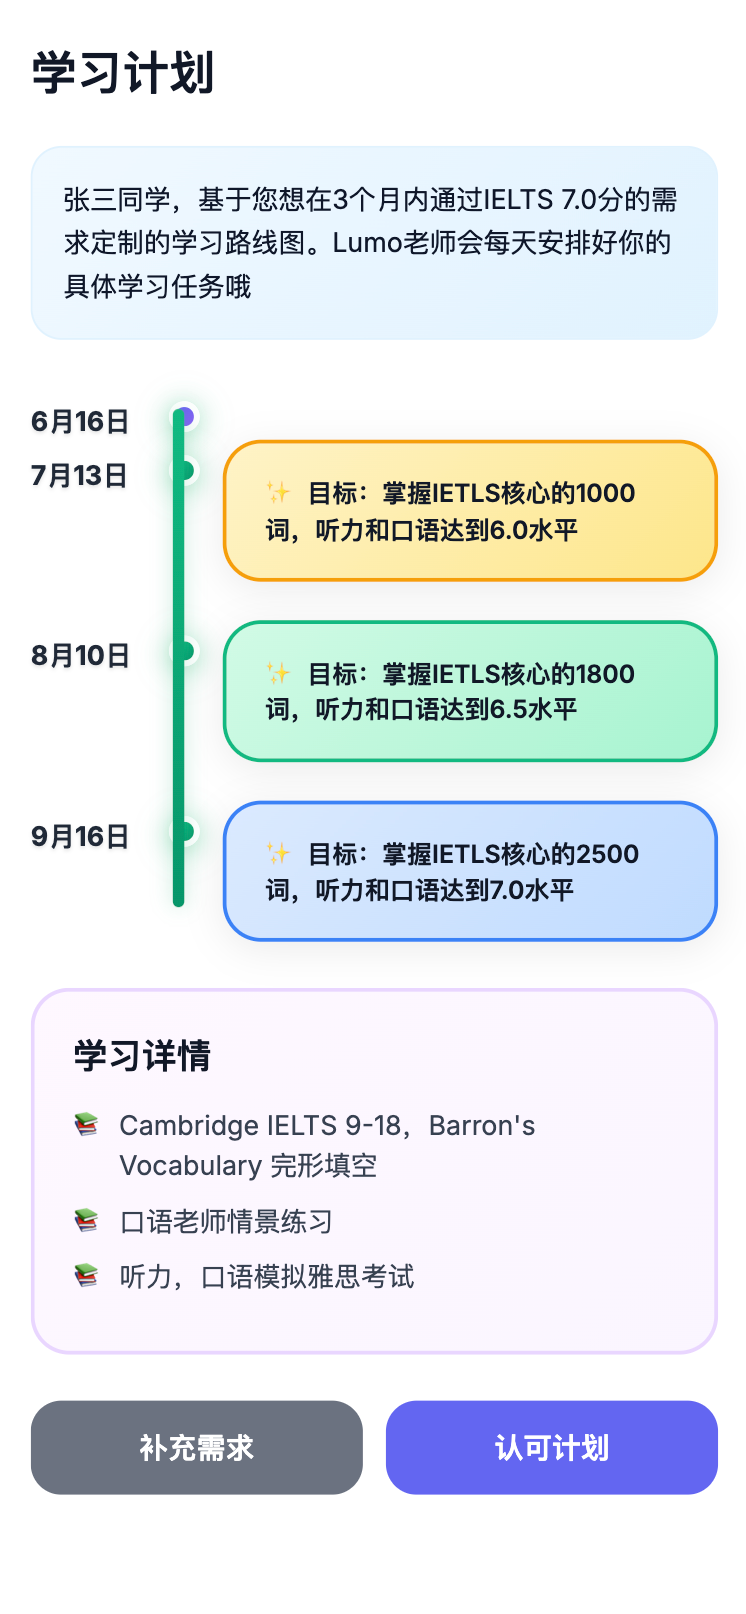 学习计划
张三同学，基于您想在3个月内通过IELTS 7.0分的需
求定制的学习路线图。Lumo老师会每天安排好你的
具体学习任务哦
6月16日
7月13日
✨ 目标：掌握IETLS核心的1000
词，听力和口语达到6.0水平
8月10日
✨ 目标：掌握IETLS核心的1800
词，听力和口语达到6.5水平
9月16日
✨ 目标：掌握IETLS核心的2500
词，听力和口语达到7.0水平
学习详情
Cambridge IELTS 9-18，Barron's
Vocabulary 完形填空
口语老师情景练习
听力，口语模拟雅思考试
补充需求
认可计划